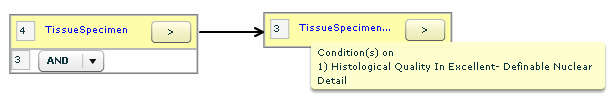 4 TissueSpecimen >
3 AND
3 TissueSpecimen... >
Condition(s) on
1) Histological Quality In Excellent- Definable Nuclear
Detail